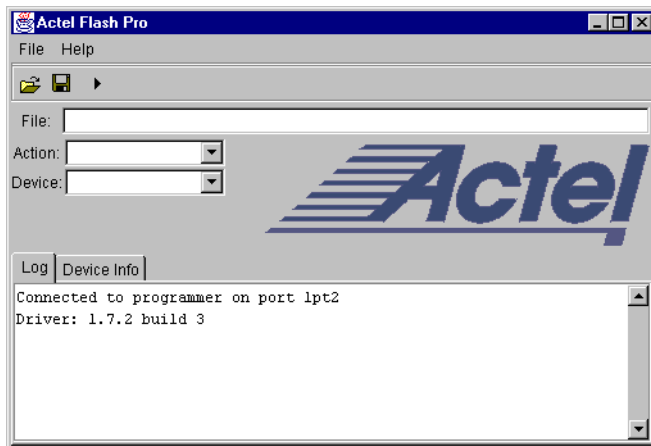 Actel Flash Pro
File Help
File:
Action:
Actel
Device:
Log Device Info
Connected to programmer on port lpt2
Driver: 1.7.2 build 3